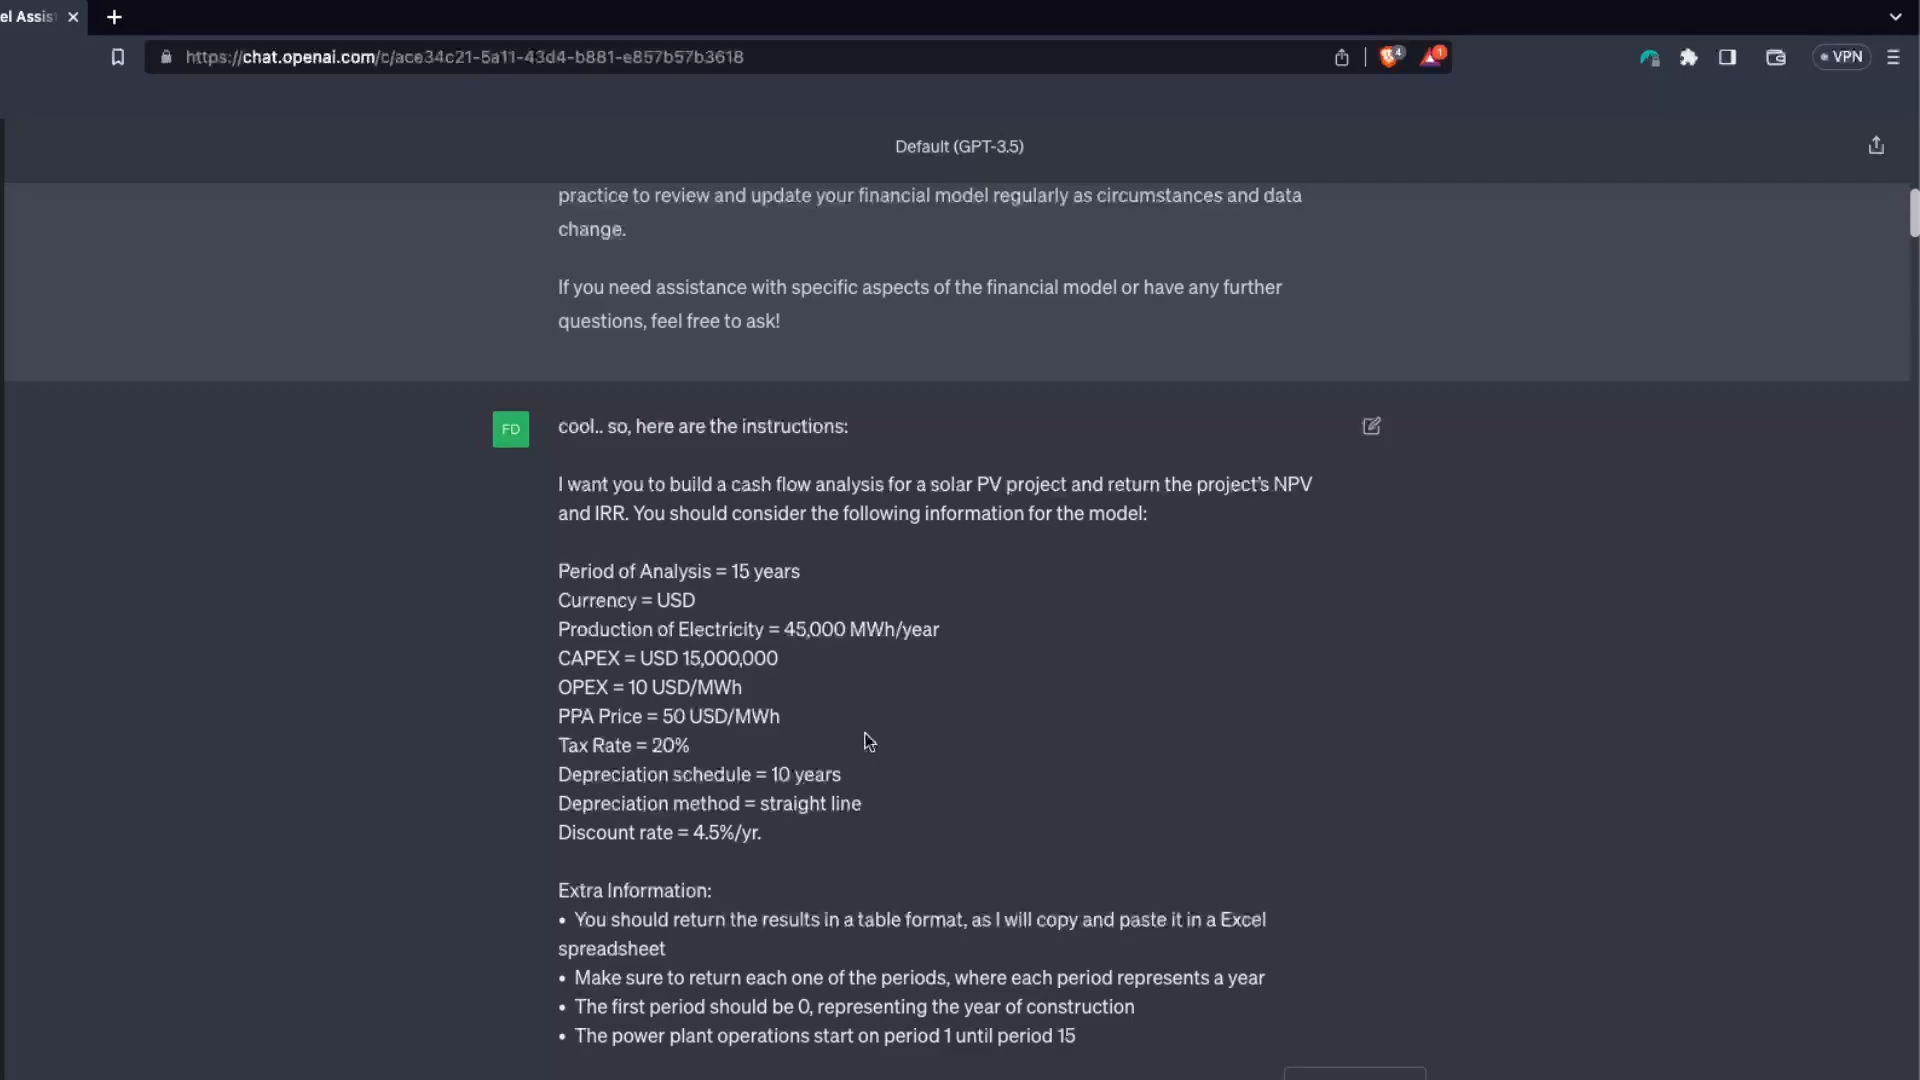 el Assis
https://chat.openai.com/c/ace34c21-5a11-43d4-b881-e857b57b3618
4
1
VPN
Default (GPT-3.5)
practice to review and update your financial model regularly as circumstances and data
change.
If you need assistance with specific aspects of the financial model or have any further
questions, feel free to ask!
FD
cool.. so, here are the instructions:
I want you to build a cash flow analysis for a solar PV project and return the project's NPV
and IRR. You should consider the following information for the model:
Period of Analysis = 15 years
Currency = USD
Production of Electricity = 45,000 MWh/year
CAPEX = USD 15,000,000
OPEX = 10 USD/MWh
PPA Price = 50 USD/MWh
Tax Rate = 20%
Depreciation schedule = 10 years
Depreciation method = straight line
Discount rate = 4.5%/yr.
Extra Information:
• You should return the results in a table format, as I will copy and paste it in a Excel
spreadsheet
• Make sure to return each one of the periods, where each period represents a year
• The first period should be 0, representing the year of construction
• The power plant operations start on period 1 until period 15